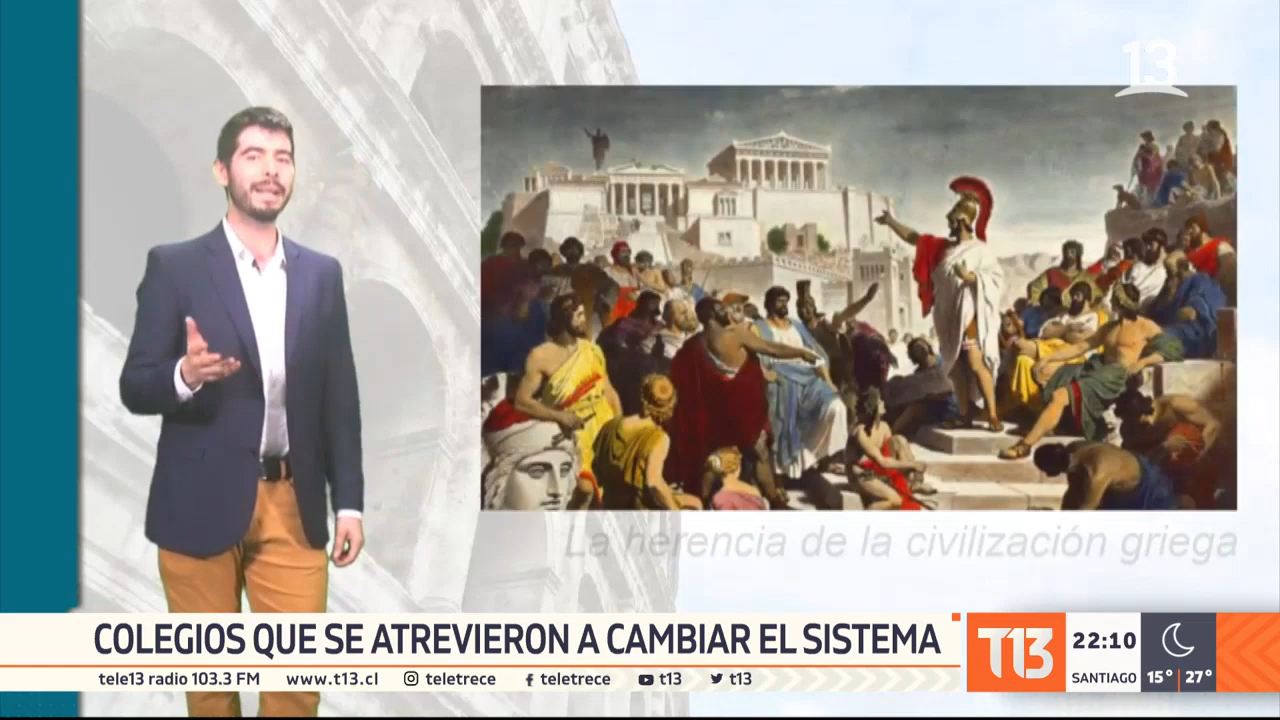 13
La herencia de la civilización griega
COLEGIOS QUE SE ATREVIERON A CAMBIAR EL SISTEMA
T13
22:10
SANTIAGO
15° 27°
tele13 radio 103.3 FM www.t13.cl teletrece teletrece t13 t13